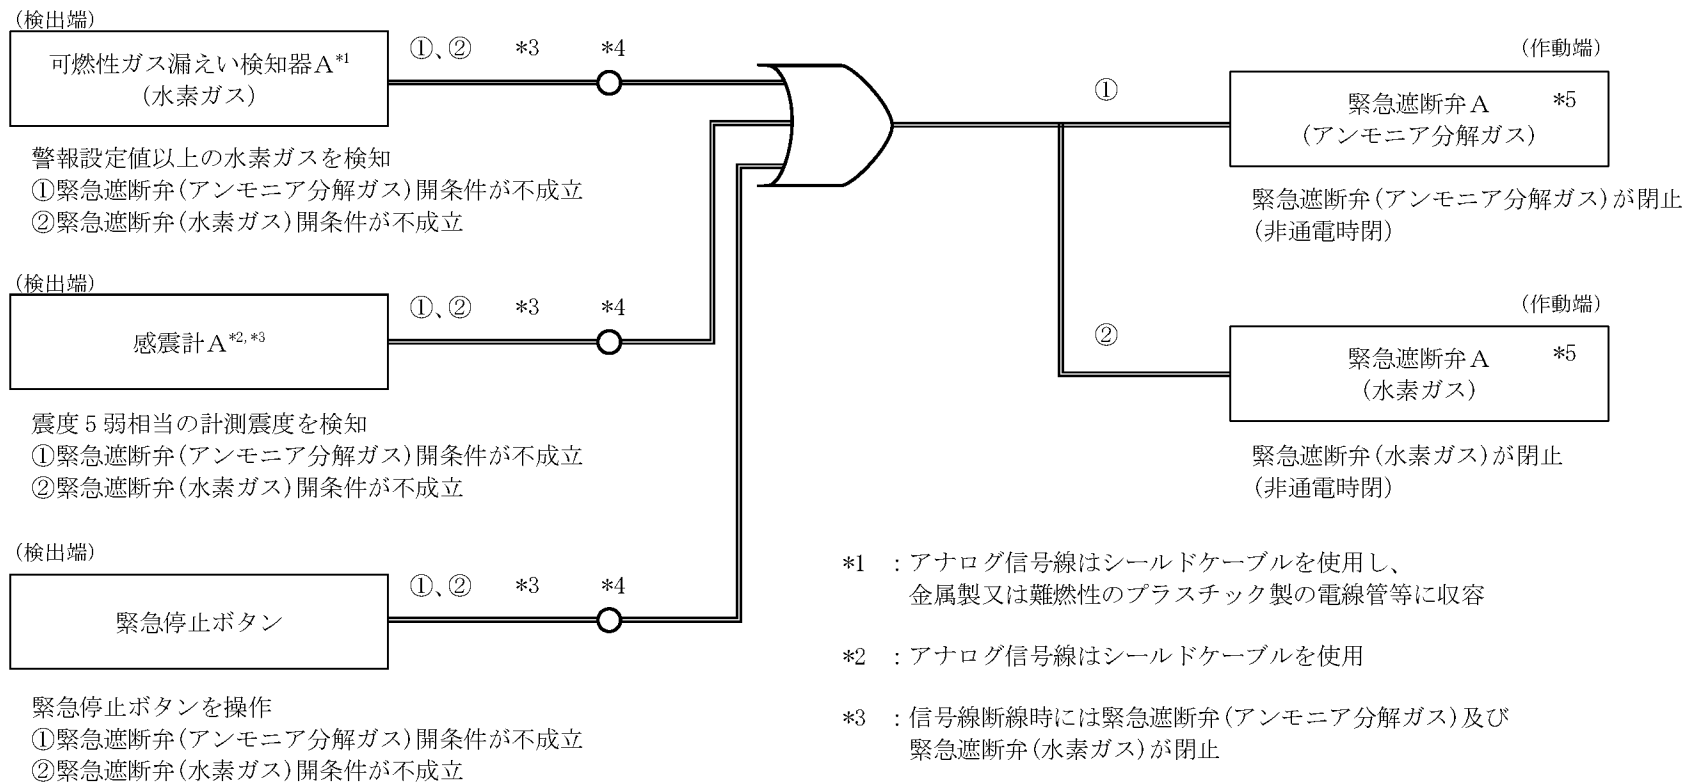 (検出端)
可燃性ガス漏えい検知器A*1
(水素ガス)
①、② *3 *4
警報設定値以上の水素ガスを検知
①緊急遮断弁(アンモニア分解ガス)開条件が不成立
②緊急遮断弁(水素ガス)開条件が不成立
(検出端)
感震計A*2,*3
①、② *3 *4
震度5弱相当の計測震度を検知
①緊急遮断弁(アンモニア分解ガス)開条件が不成立
②緊急遮断弁(水素ガス)開条件が不成立
(検出端)
緊急停止ボタン
①、② *3 *4
緊急停止ボタンを操作
①緊急遮断弁(アンモニア分解ガス)開条件が不成立
②緊急遮断弁(水素ガス)開条件が不成立
①
(作動端)
緊急遮断弁A *5
(アンモニア分解ガス)
緊急遮断弁(アンモニア分解ガス)が閉止
(非通電時閉)
②
(作動端)
緊急遮断弁A *5
(水素ガス)
緊急遮断弁(水素ガス)が閉止
(非通電時閉)
*1 :アナログ信号線はシールドケーブルを使用し、
金属製又は難燃性のプラスチック製の電線管等に収容
*2 :アナログ信号線はシールドケーブルを使用
*3 :信号線断線時には緊急遮断弁(アンモニア分解ガス)及び
緊急遮断弁(水素ガス)が閉止